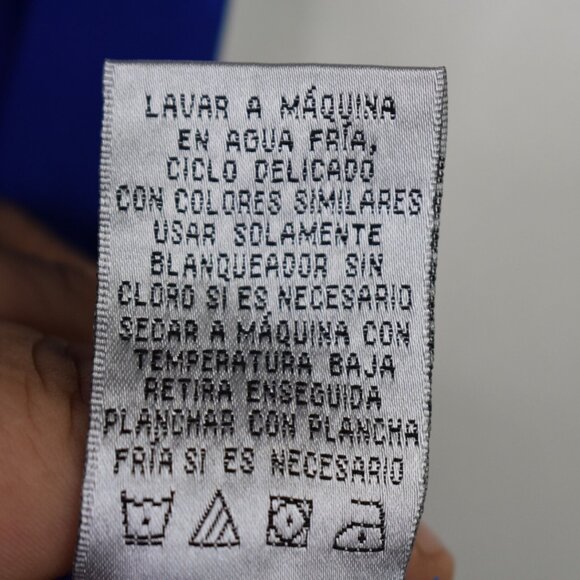 LAVAR A MÁQUINA
EN AGUA FRÍA,
CICLO DELICADO
CON COLORES SIMILARES
USAR SOLAMENTE
BLANQUEADOR SIN
CLORO SI ES NECESARIO
SECAR A MÁQUINA CON
TEMPERATURA BAJA
RETIRA ENSEGUIDA
PLANCHAR CON PLANCHA
FRÍA SI ES NECESARIO